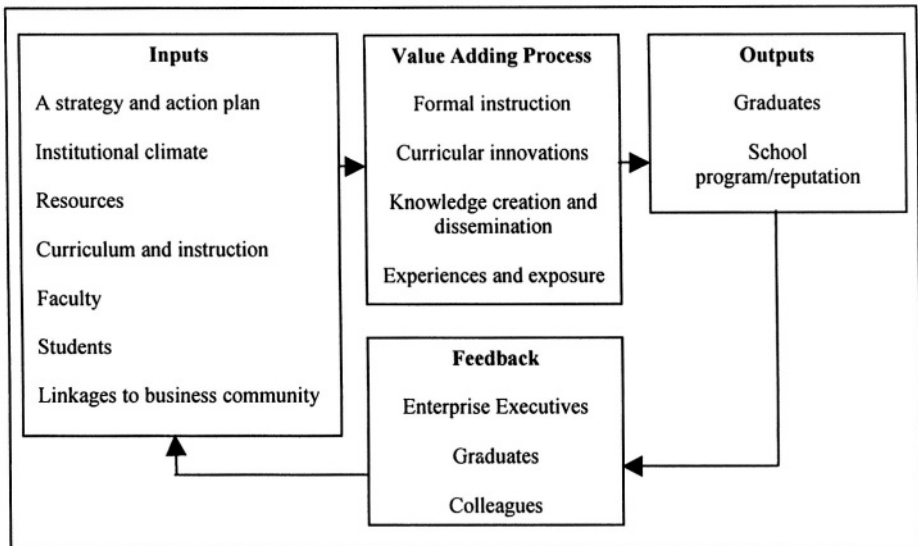 Inputs
A strategy and action plan
Institutional climate
Resources
Curriculum and instruction
Faculty
Students
Linkages to business community
Value Adding Process
Formal instruction
Curricular innovations
Knowledge creation and
dissemination
Experiences and exposure
Outputs
Graduates
School
program/reputation
Feedback
Enterprise Executives
Graduates
Colleagues